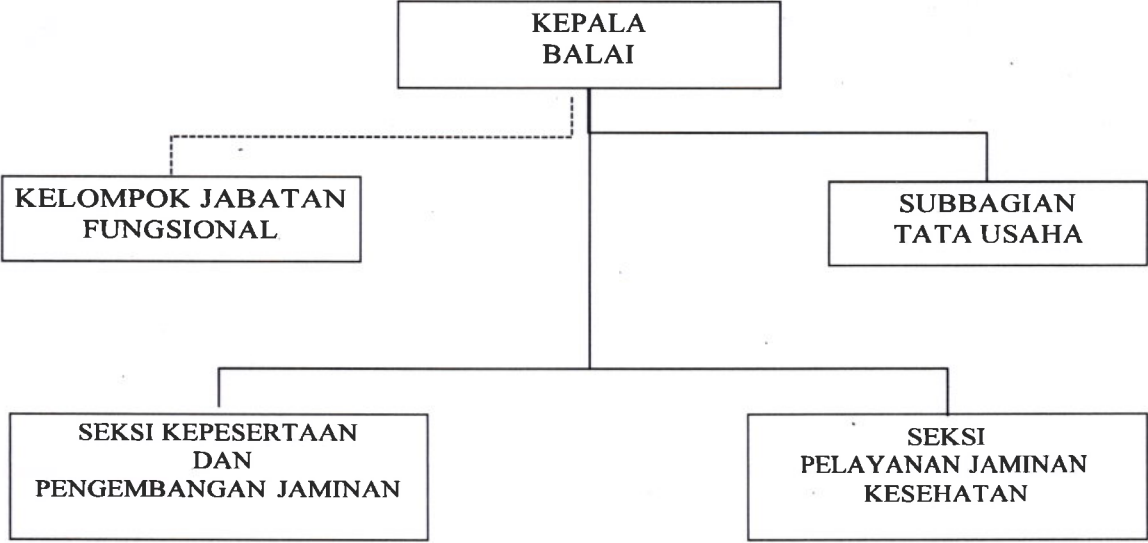 KEPALA
BALAI
KELOMPOK JABATAN
FUNGSIONAL
SUBBAGIAN
TATA USAHA
SEKSI KEPESERTAAN
DAN
PENGEMBANGAN JAMINAN
SEKSI
PELAYANAN JAMINAN
KESEHATAN